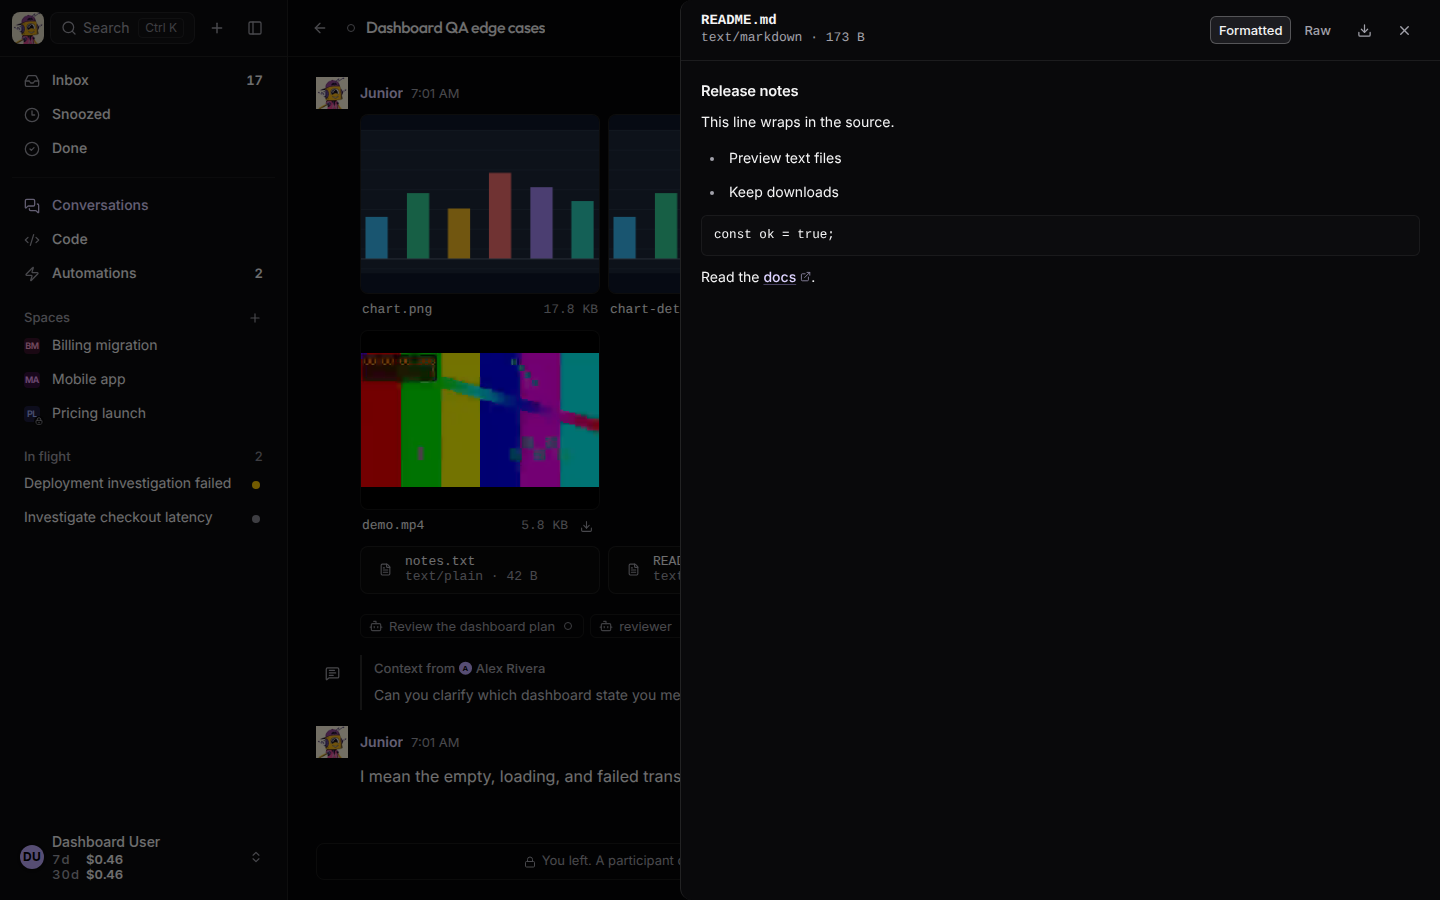 Search Ctrl K
Inbox 17
Snoozed
Done
Conversations
Code
Automations 2
Spaces
BM Billing migration
MA Mobile app
PL Pricing launch
In flight 2
Deployment investigation failed
Investigate checkout latency
DU Dashboard User
7d $0.46
30d $0.46
Dashboard QA edge cases
Junior 7:01 AM
chart.png 17.8 KB
chart-det
demo.mp4 5.8 KB
notes.txt
text/plain · 42 B
READ
text
Review the dashboard plan
reviewer
Context from A Alex Rivera
Can you clarify which dashboard state you me
Junior 7:01 AM
I mean the empty, loading, and failed trans
You left. A participant
README.md
text/markdown · 173 B
Formatted Raw
Release notes
This line wraps in the source.
Preview text files
Keep downloads
const ok = true;
Read the docs.